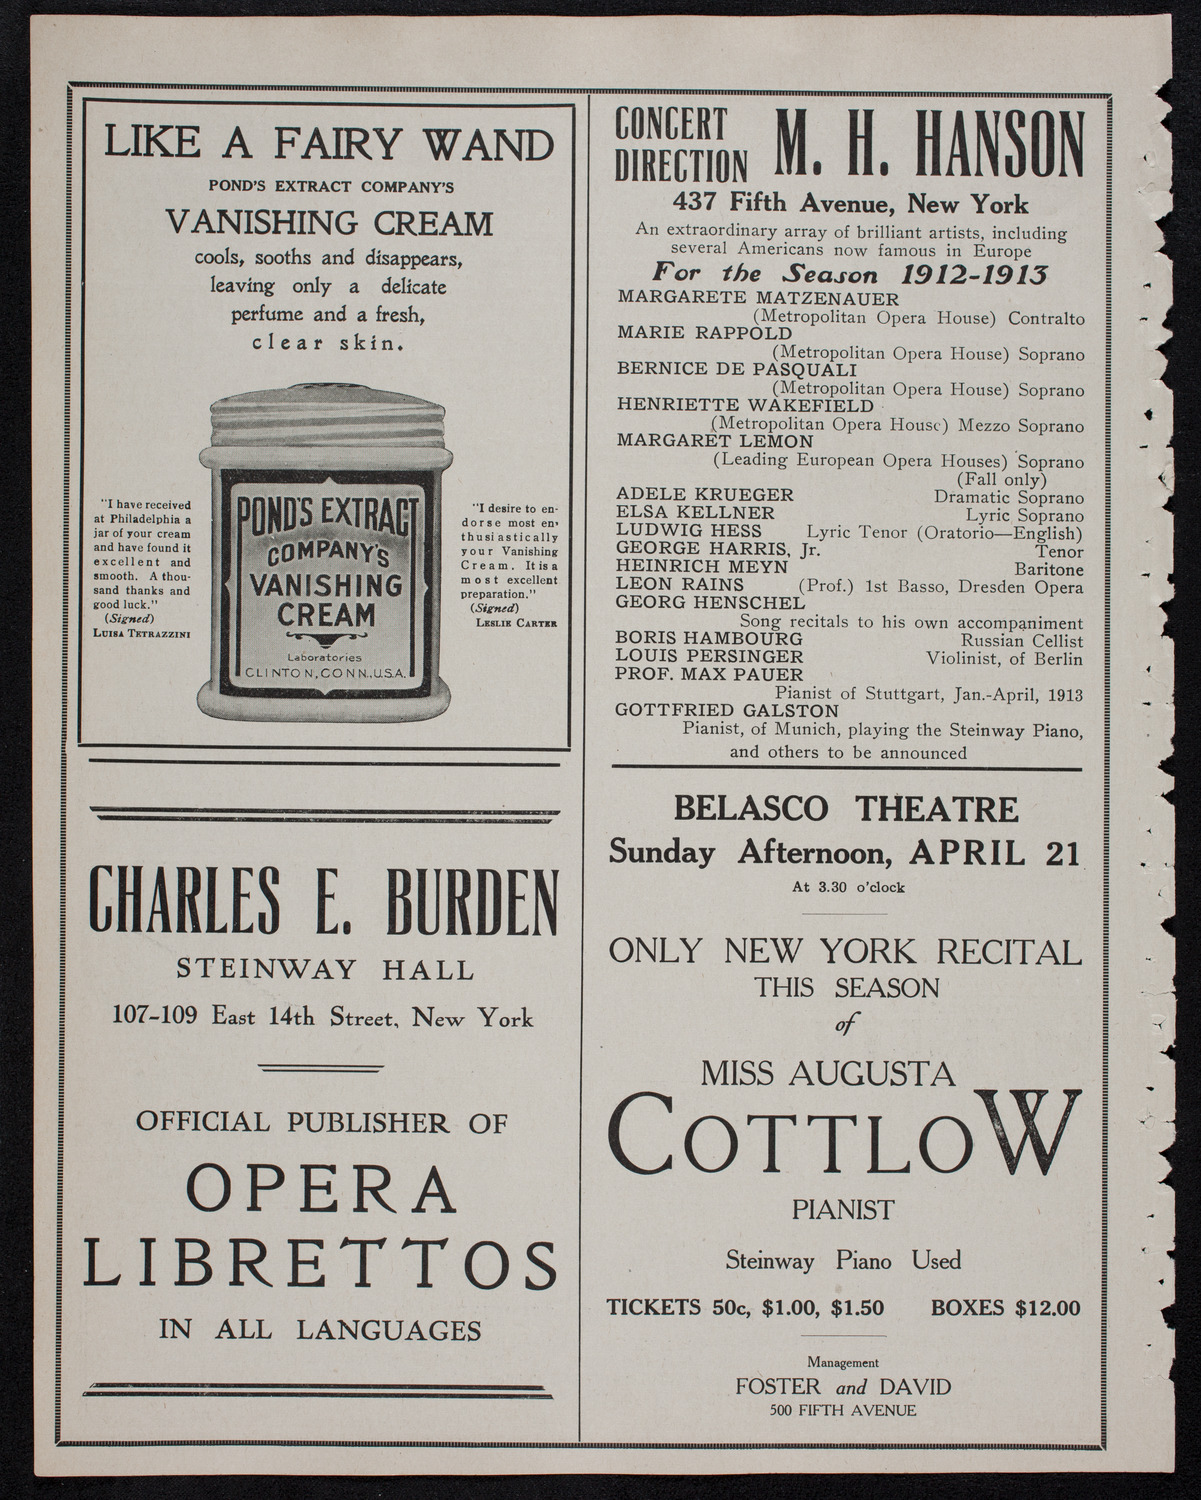 LIKE A FAIRY WAND
POND'S EXTRACT COMPANY'S
VANISHING CREAM
cools, sooths and disappears,
leaving only a delicate
perfume and a fresh,
clear skin.
"I have received
at Philadelphia a
jar of your cream
and have found it
excellent and
smooth. A thou-
sand thanks and
good luck."
(Signed)
LUISA TETRAZZINI
POND'S EXTRACT
COMPANY'S
VANISHING
CREAM
Laboratories
CLINTON, CONN., U.S.A.
"I desire to en-
dorse most en-
thusiastically
your Vanishing
Cream. It is a
most excellent
preparation."
(Signed)
LESLIE CARTER
CHARLES E. BURDEN
STEINWAY HALL
107-109 East 14th Street, New York
OFFICIAL PUBLISHER OF
OPERA
LIBRETTOS
IN ALL LANGUAGES
CONCERT DIRECTION M. H. HANSON
437 Fifth Avenue, New York
An extraordinary array of brilliant artists, including
several Americans now famous in Europe
For the Season 1912-1913
MARGARETE MATZENAUER
(Metropolitan Opera House) Contralto
MARIE RAPPOLD
(Metropolitan Opera House) Soprano
BERNICE DE PASQUALI
(Metropolitan Opera House) Soprano
HENRIETTE WAKEFIELD
(Metropolitan Opera House) Mezzo Soprano
MARGARET LEMON
(Leading European Opera Houses) Soprano
(Fall only)
ADELE KRUEGER Dramatic Soprano
ELSA KELLNER Lyric Soprano
LUDWIG HESS Lyric Tenor (Oratorio—English)
GEORGE HARRIS, Jr. Tenor
HEINRICH MEYN Baritone
LEON RAINS (Prof.) 1st Basso, Dresden Opera
GEORG HENSCHEL
Song recitals to his own accompaniment
BORIS HAMBOURG Russian Cellist
LOUIS PERSINGER Violinist, of Berlin
PROF. MAX PAUER
Pianist of Stuttgart, Jan.-April, 1913
GOTTFRIED GALSTON
Pianist, of Munich, playing the Steinway Piano,
and others to be announced
BELASCO THEATRE
Sunday Afternoon, APRIL 21
At 3.30 o'clock
ONLY NEW YORK RECITAL
THIS SEASON
of
MISS AUGUSTA
COTTLOW
PIANIST
Steinway Piano Used
TICKETS 50c, $1.00, $1.50 BOXES $12.00
Management
FOSTER and DAVID
500 FIFTH AVENUE